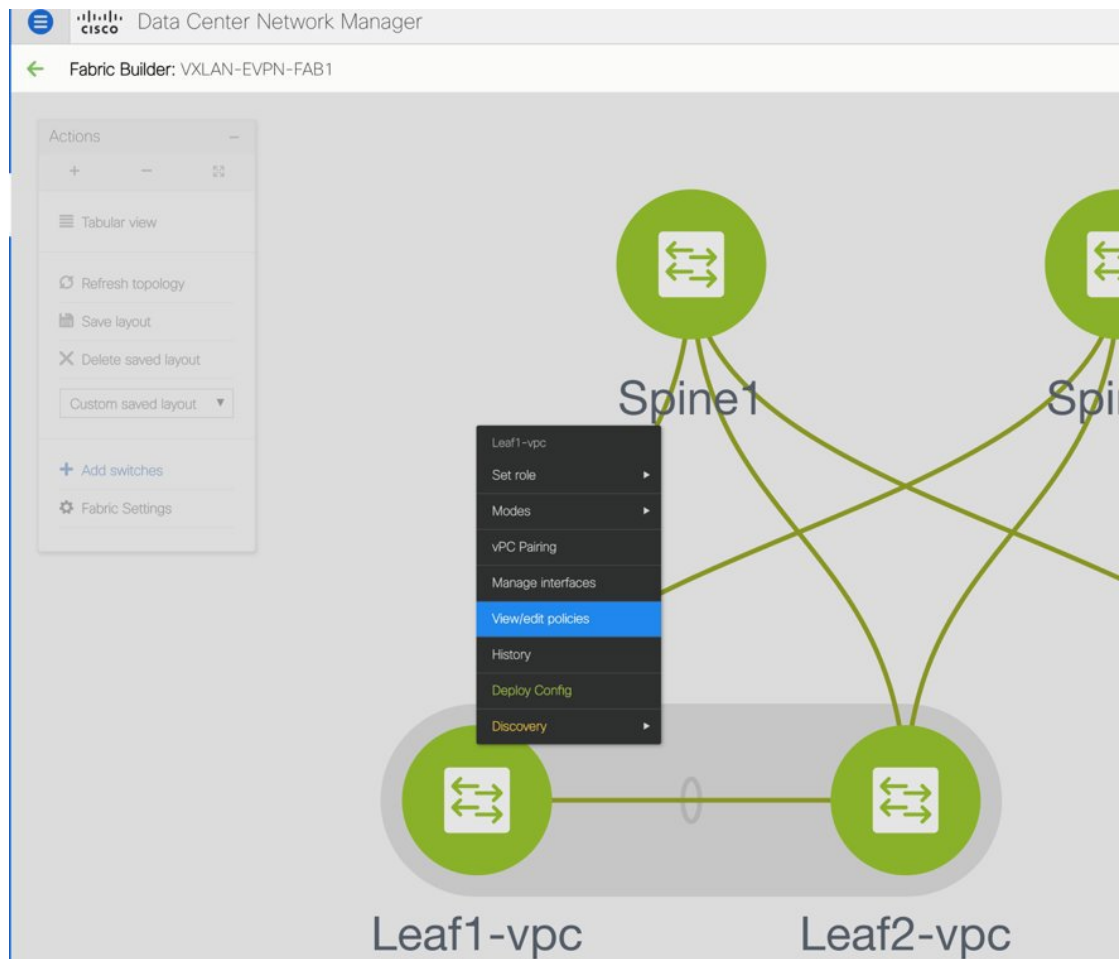 CISCO Data Center Network Manager
Fabric Builder: VXLAN-EVPN-FAB1
Actions
Tabular view
Refresh topology
Save layout
Delete saved layout
Custom saved layout
Add switches
Fabric Settings
Spine1
Spi
Leaf1-vpc
Set role
Modes
vPC Pairing
Manage interfaces
View/edit policies
History
Deploy Config
Discovery
Leaf1-vpc
Leaf2-vpc